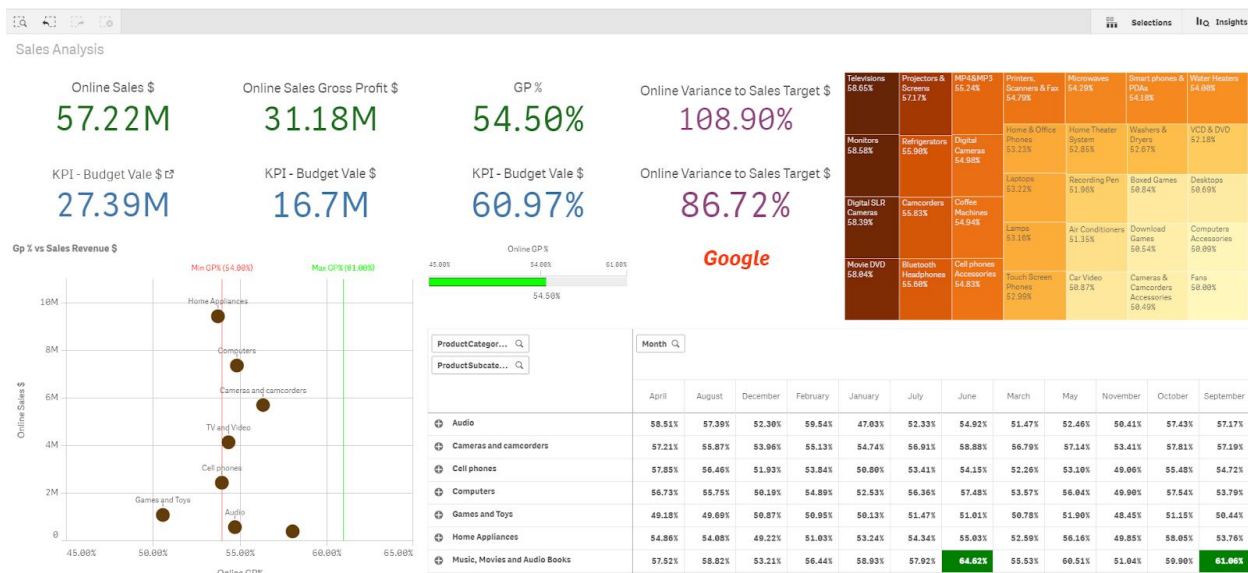 Selections
Insights
Sales Analysis
Online Sales $
57.22M
Online Sales Gross Profit $
31.18M
GP %
54.50%
Online Variance to Sales Target $
108.90%
KPI - Budget Vale $
27.39M
KPI - Budget Vale $
16.7M
KPI - Budget Vale $
60.97%
Online Variance to Sales Target $
86.72%
Televisions
58.65%
Monitors
58.58%
Digital SLR
Cameras
58.39%
Movie DVD
58.04%
Projectors &
Screens
57.17%
Refrigerators
55.90%
Camcorders
55.83%
Bluetooth
Headphones
55.60%
MP4&MP3
55.24%
Digital
Cameras
54.98%
Coffee
Machines
54.94%
Cell phones
Accessories
54.83%
Printers,
Scanners & Fax
54.79%
Microwaves
54.29%
Smart phones &
PDAs
54.18%
Water Heaters
54.08%
Home & Office
Phones
53.23%
Laptops
53.22%
Lamps
53.16%
Touch Screen
Phones
52.99%
Home Theater
System
52.85%
Recording Pen
51.96%
Air Conditioners
51.35%
Car Video
50.87%
Washers &
Dryers
52.67%
Boxed Games
50.84%
Download
Games
50.54%
Cameras &
Camcorders
Accessories
50.49%
VCD & DVD
52.18%
Desktops
50.69%
Computers
Accessories
50.09%
Fans
50.00%
Gp % vs Sales Revenue $
Min GP% (54.00%)
Max GP% (61.00%)
Online Sales $
10M
8M
6M
4M
2M
0
Home Appliances
Computers
Cameras and camcorders
TV and Video
Cell phones
Games and Toys
Audio
45.00%
50.00%
55.00%
60.00%
65.00%
Online GP%
Online GP %
45.00%
54.00%
61.00%
54.50%
Google
ProductCategor...
ProductSubcate...
Month
April August December February January July June March May November October September
Audio 58.51% 57.39% 52.30% 59.54% 47.03% 52.33% 54.92% 51.47% 52.46% 50.41% 57.43% 57.17%
Cameras and camcorders 57.21% 55.87% 53.96% 55.13% 54.74% 56.91% 58.88% 56.79% 57.14% 53.41% 57.81% 57.19%
Cell phones 57.85% 56.46% 51.93% 53.84% 50.80% 53.41% 54.15% 52.26% 53.10% 49.06% 55.48% 54.72%
Computers 56.73% 55.75% 50.19% 54.89% 52.53% 56.36% 57.48% 53.57% 56.04% 49.90% 57.54% 53.79%
Games and Toys 49.18% 49.69% 50.87% 50.95% 50.13% 51.47% 51.01% 50.78% 51.90% 48.45% 51.15% 50.44%
Home Appliances 54.86% 54.08% 49.22% 51.03% 53.24% 54.34% 55.03% 52.59% 56.16% 49.85% 58.05% 53.76%
Music, Movies and Audio Books 57.52% 58.82% 53.21% 56.44% 58.93% 57.92% 64.62% 55.53% 60.51% 51.04% 59.90% 61.06%